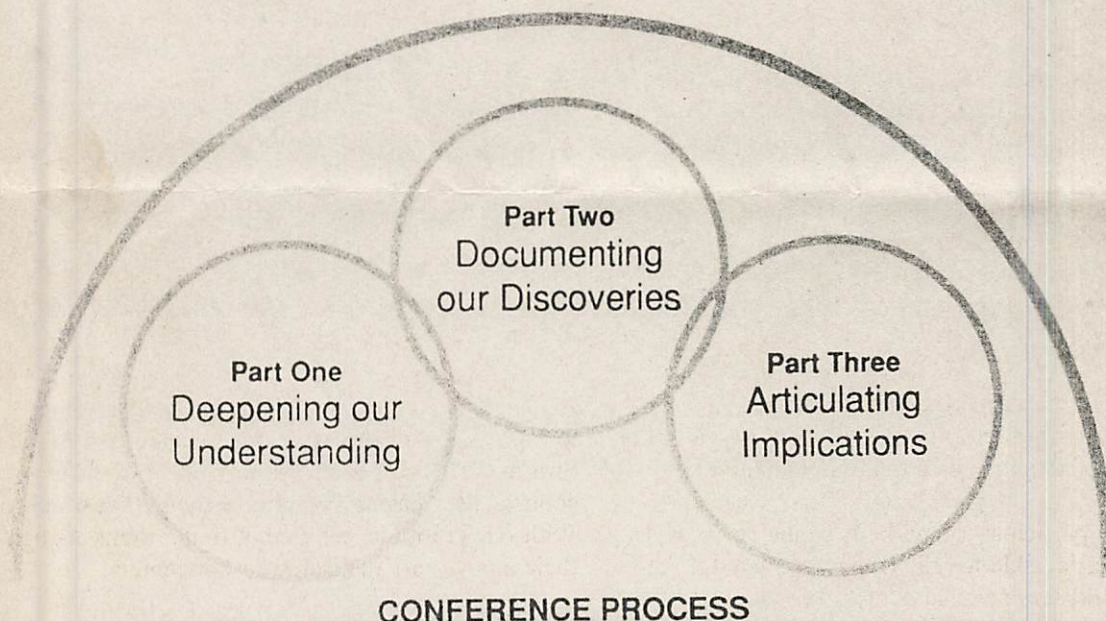 Part One
Deepening our
Understanding
Part Two
Documenting
our Discoveries
Part Three
Articulating
Implications
CONFERENCE PROCESS